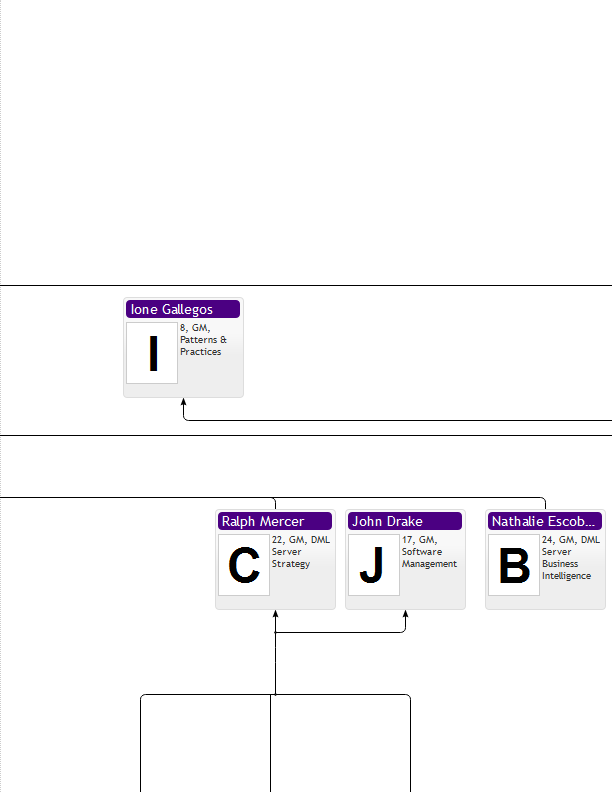 Ione Gallegos
I
8, GM,
Patterns &
Practices
Ralph Mercer
C
22, GM, DML
Server
Strategy
John Drake
J
17, GM,
Software
Management
Nathalie Escob...
B
24, GM, DML
Server
Business
Intelligence